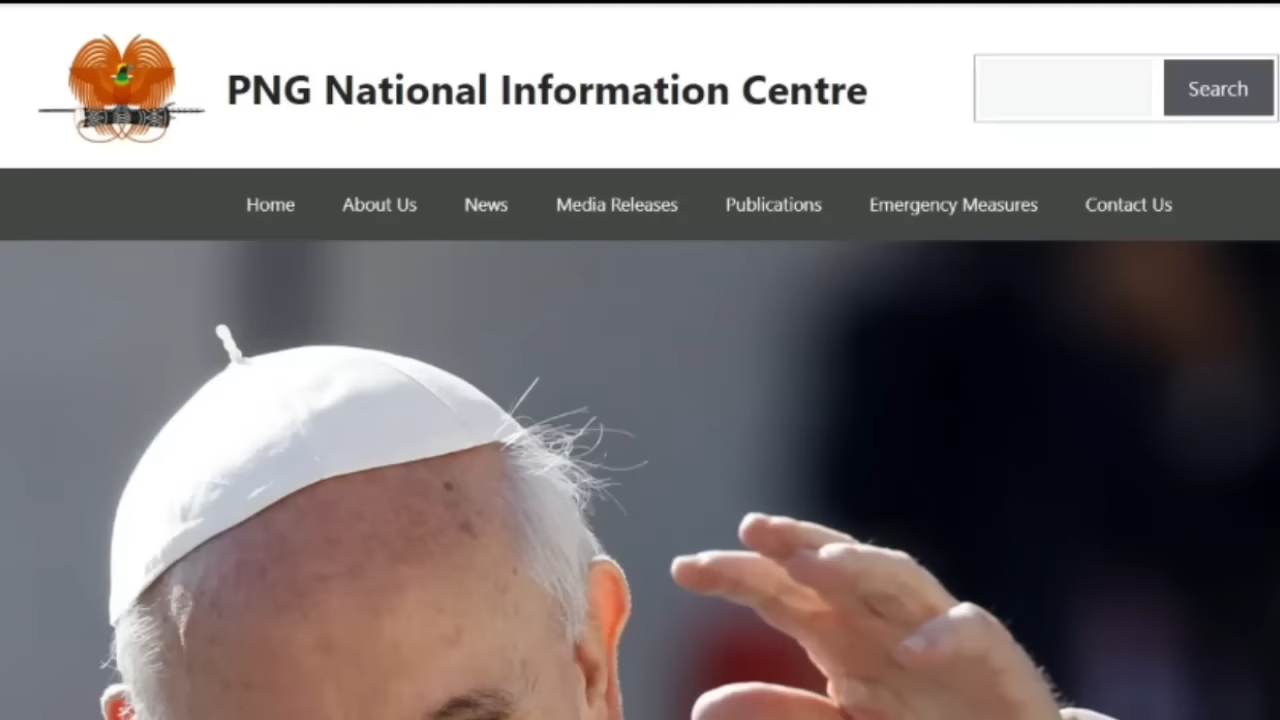 PNG National Information Centre
Search
Home About Us News Media Releases Publications Emergency Measures Contact Us